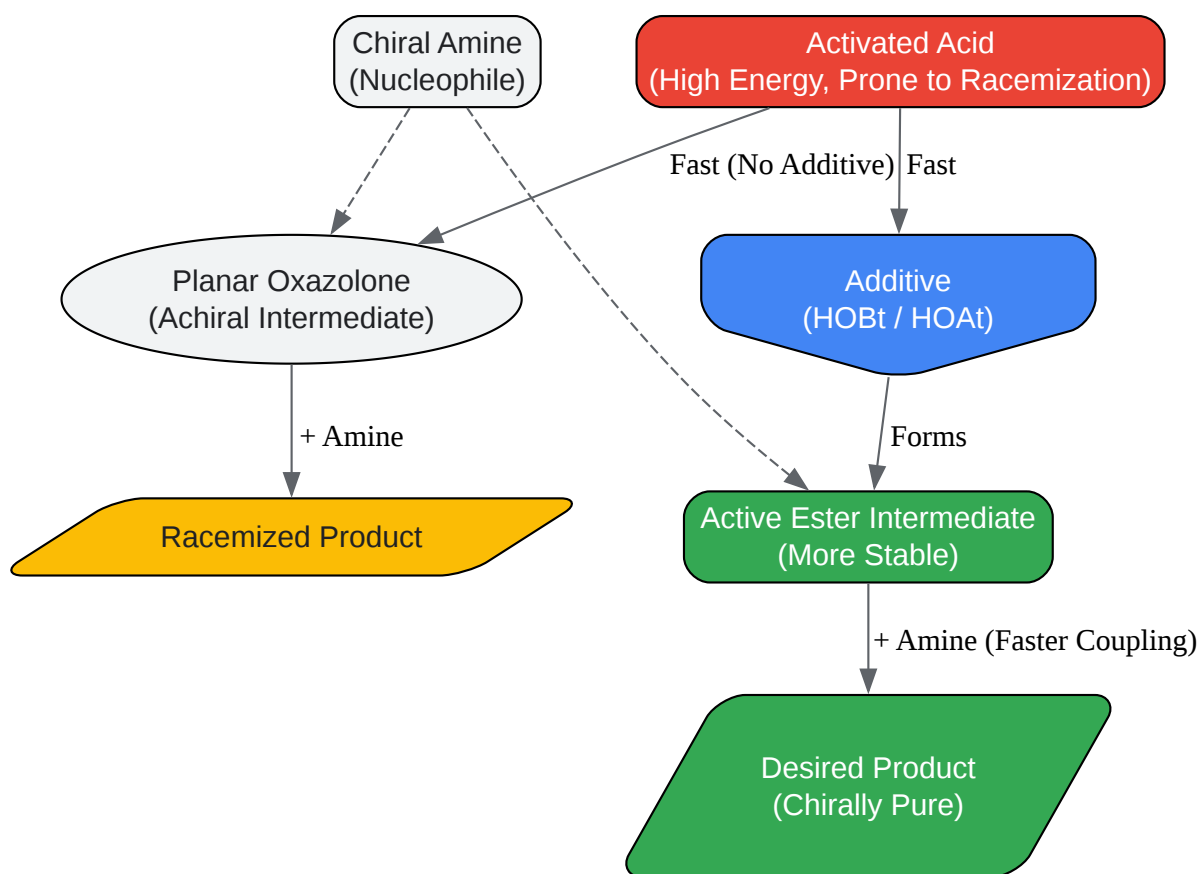 Chiral Amine
(Nucleophile)
Activated Acid
(High Energy, Prone to Racemization)
Fast (No Additive)
Fast
Planar Oxazolone
(Achiral Intermediate)
Additive
(HOBt / HOAt)
+ Amine
Forms
Racemized Product
Active Ester Intermediate
(More Stable)
+ Amine (Faster Coupling)
Desired Product
(Chirally Pure)